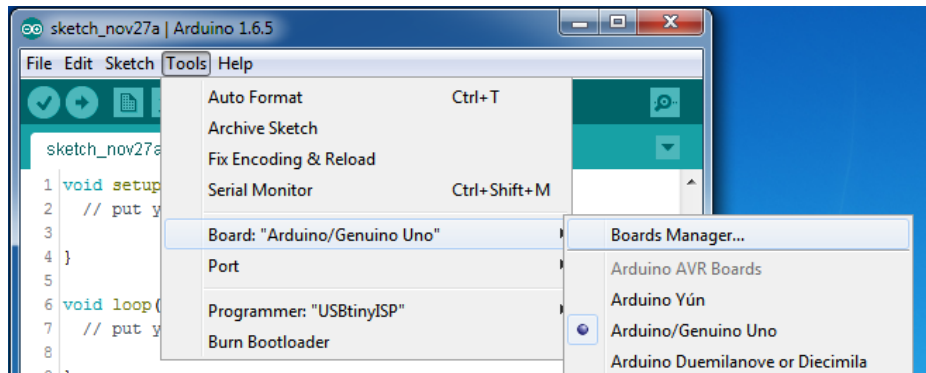 sketch_nov27a | Arduino 1.6.5
File Edit Sketch Tools Help
Auto Format Ctrl+T
Archive Sketch
sketch_nov27a
Fix Encoding & Reload
Serial Monitor Ctrl+Shift+M
1 void setup
2 // put y
3
Board: "Arduino/Genuino Uno"
4 }
Port
5
6 void loop(
Programmer: "USBtinyISP"
7 // put y
Burn Bootloader
8
Boards Manager...
Arduino AVR Boards
Arduino Yún
Arduino/Genuino Uno
Arduino Duemilanove or Diecimila